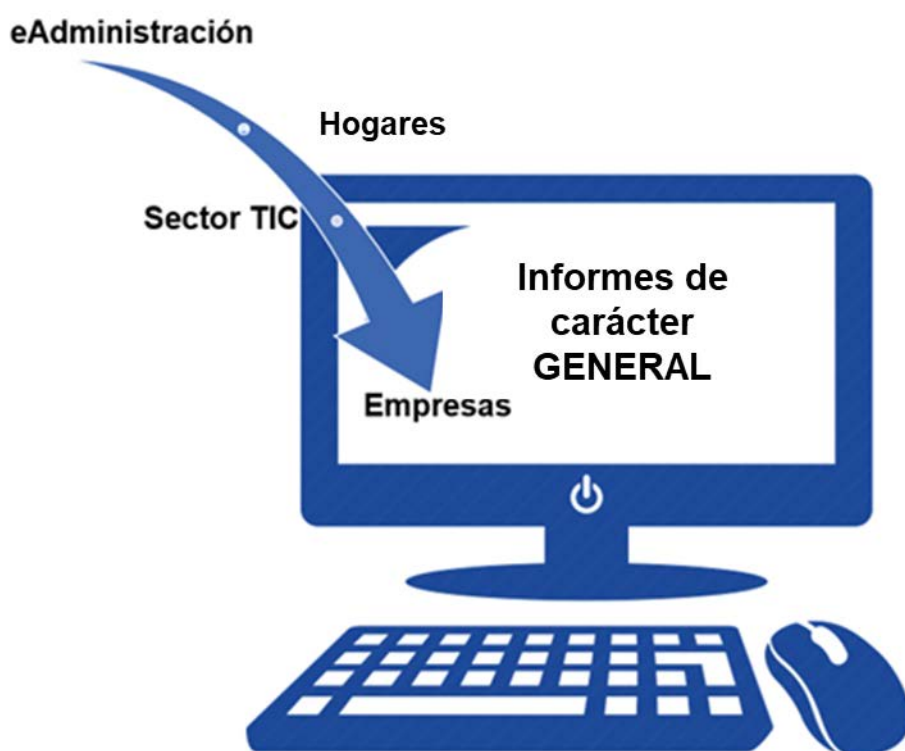 eAdministración
Hogares
Sector TIC
Informes de
carácter
GENERAL
Empresas